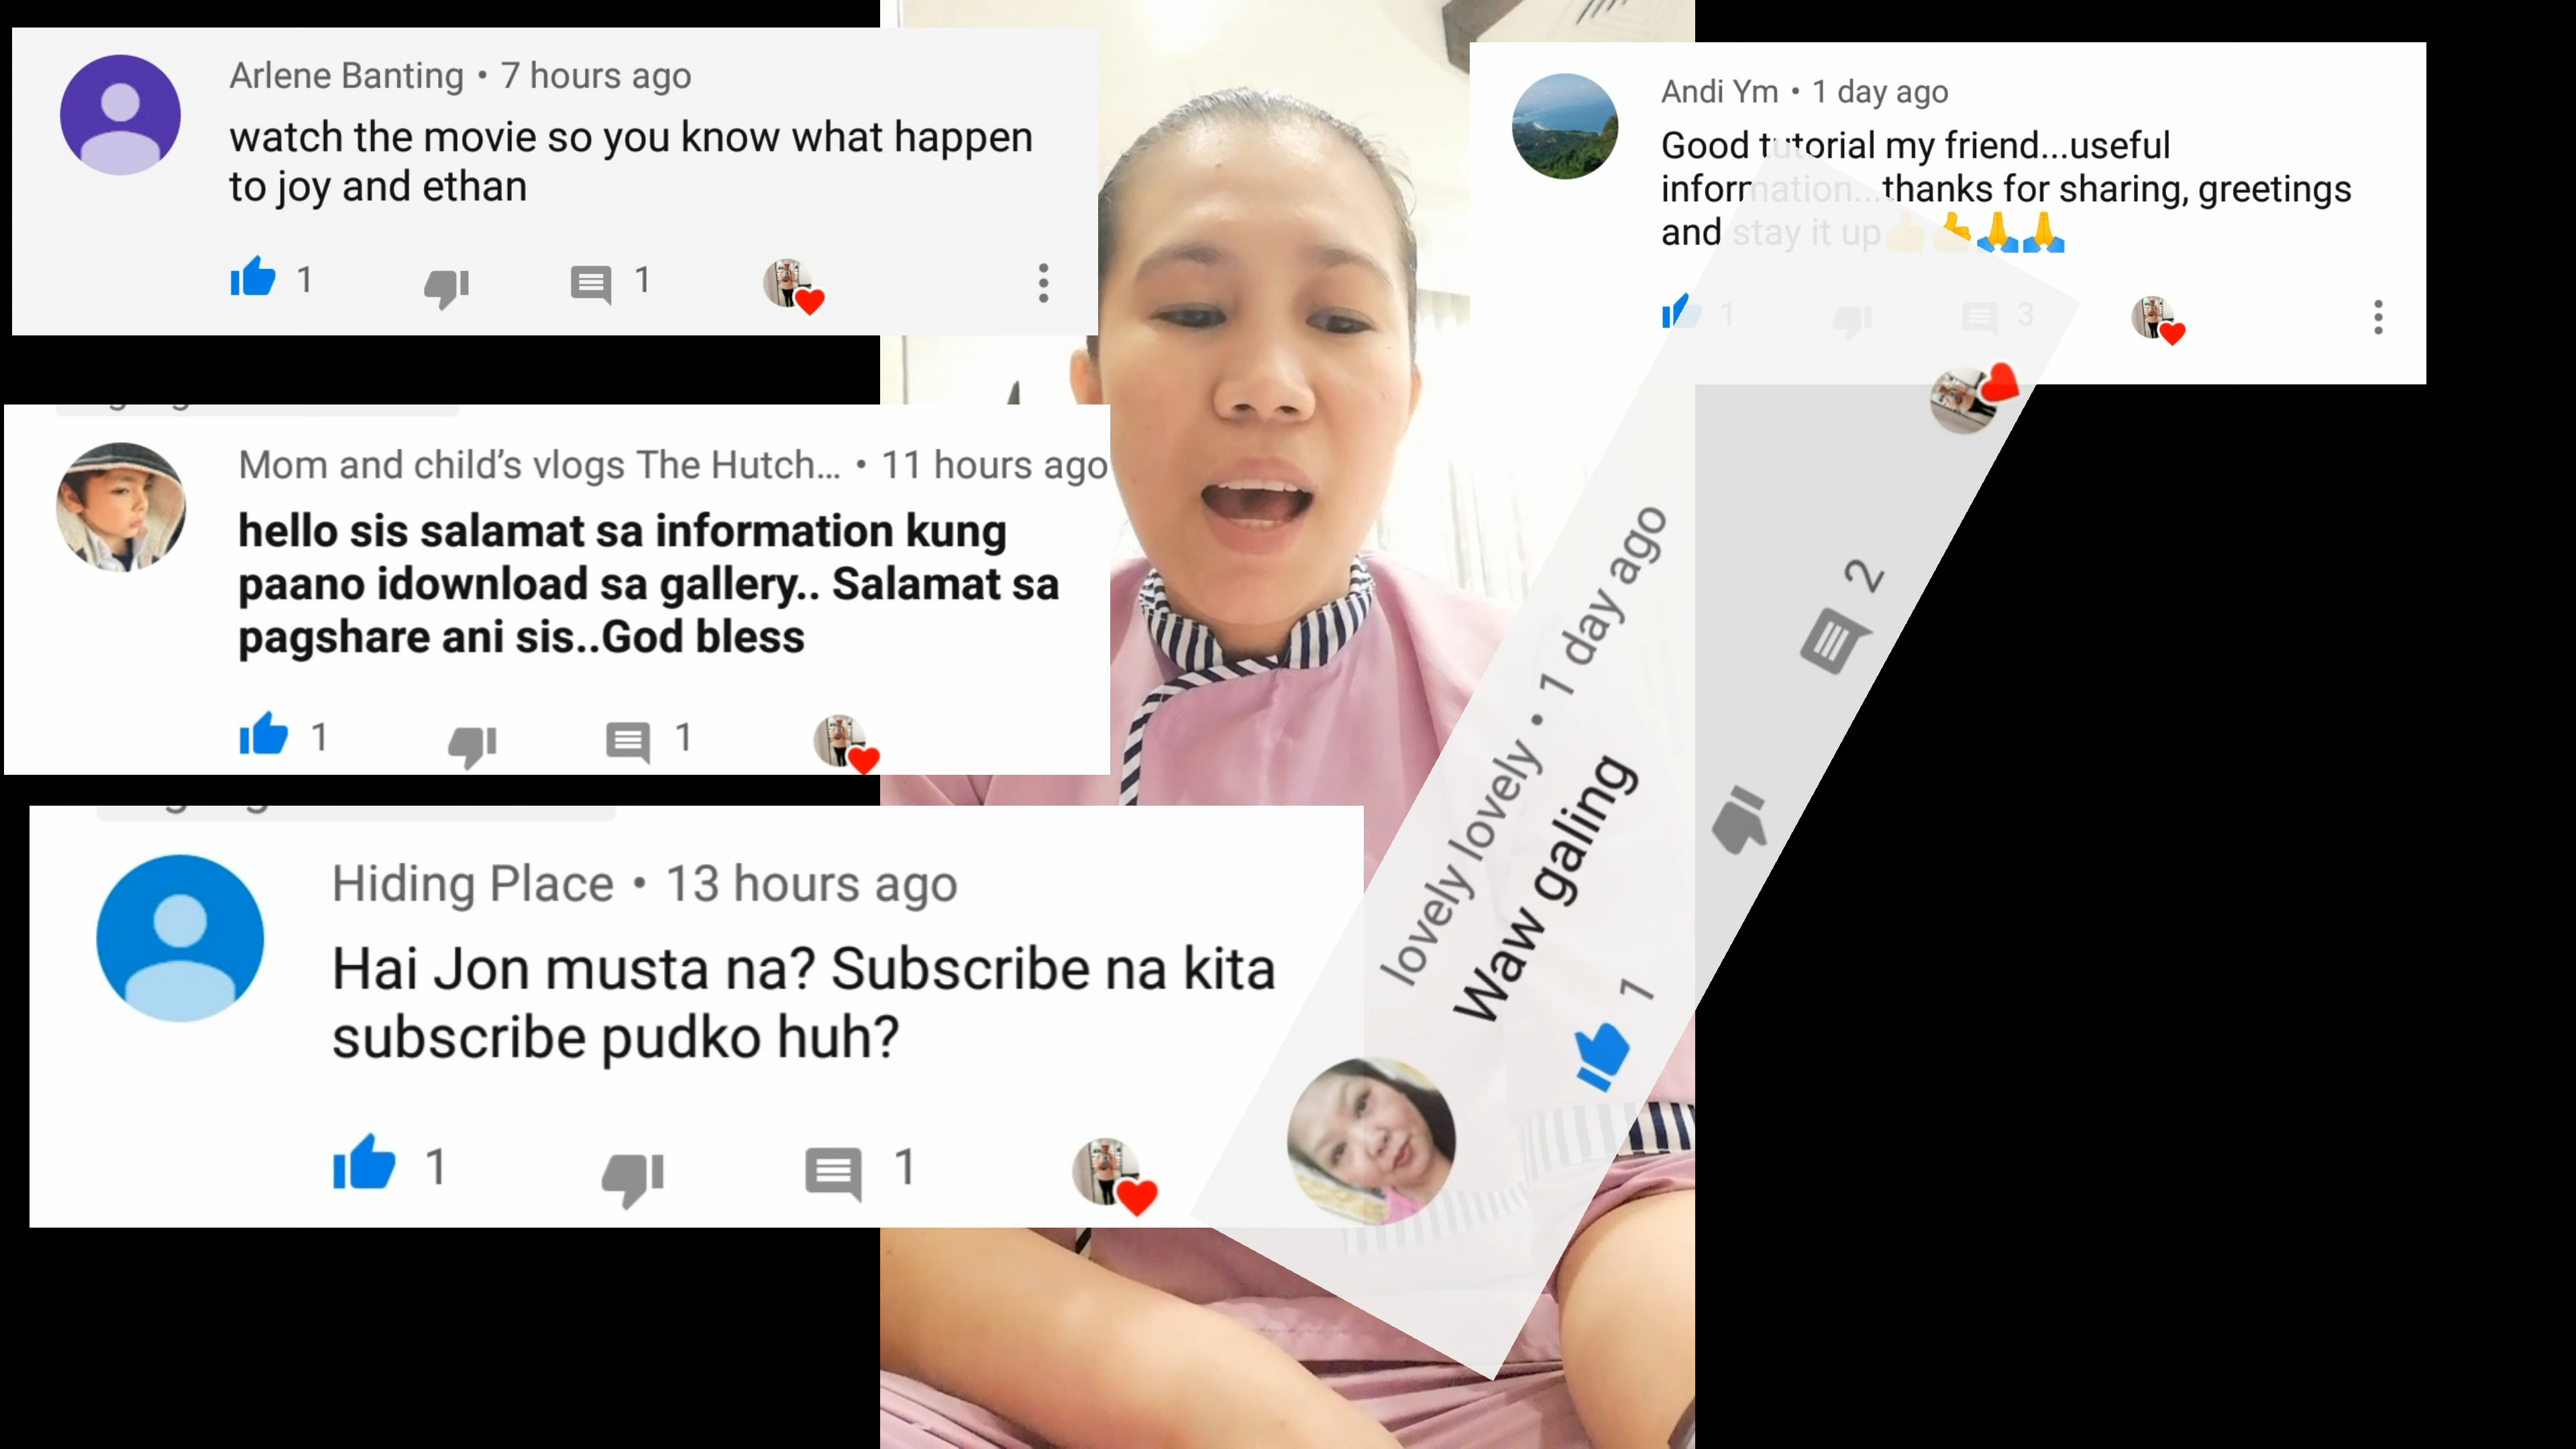 Arlene Banting • 7 hours ago
watch the movie so you know what happen
to joy and ethan
1
1
Mom and child's vlogs The Hutch... • 11 hours ago
hello sis salamat sa information kung
paano idownload sa gallery.. Salamat sa
pagshare ani sis..God bless
1
1
Hiding Place • 13 hours ago
Hai Jon musta na? Subscribe na kita
subscribe pudko huh?
1
1
Andi Ym • 1 day ago
Good tutorial my friend...useful
information...thanks for sharing, greetings
and stay it up👍👍🙏🙏
1
3
lovely lovely • 1 day ago
Waw galing
1
2